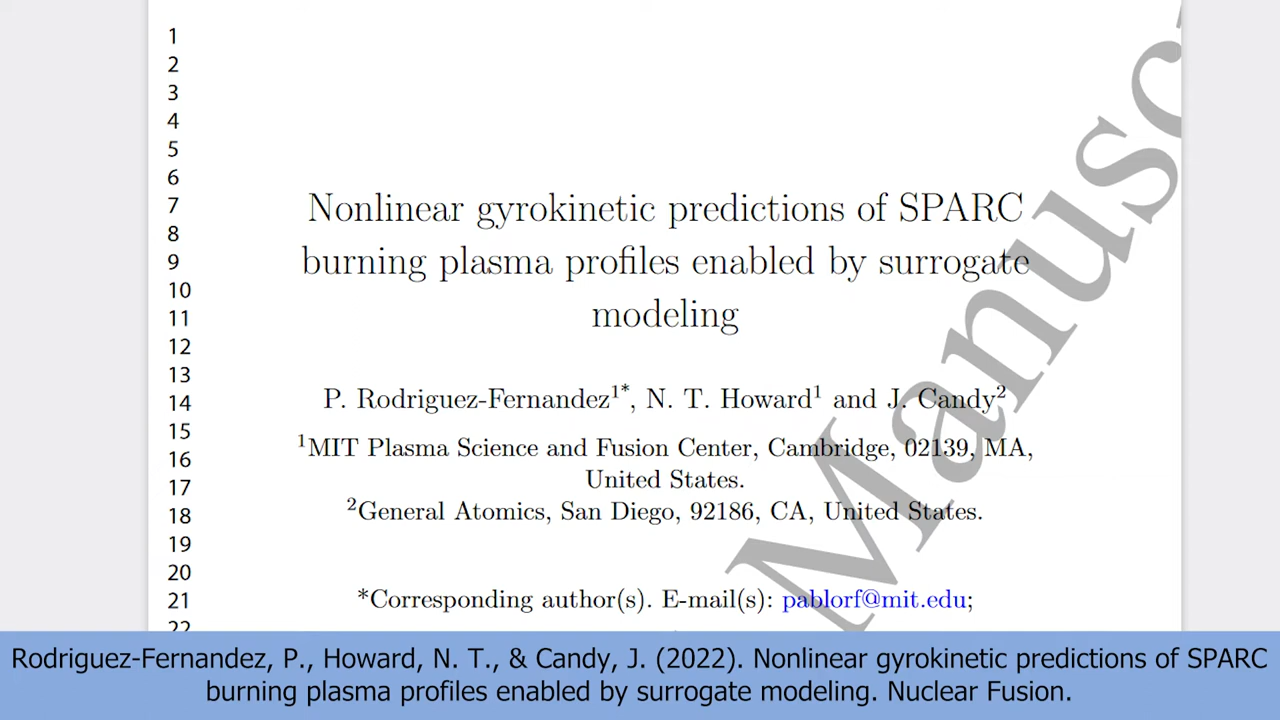 1
2
3
4
5
6
7
8
9
10
11
12
13
14
15
16
17
18
19
20
21
22
Manusc
Nonlinear gyrokinetic predictions of SPARC
burning plasma profiles enabled by surrogate
modeling
P. Rodriguez-Fernandez1*, N. T. Howard1 and J. Candy2
1MIT Plasma Science and Fusion Center, Cambridge, 02139, MA,
United States.
2General Atomics, San Diego, 92186, CA, United States.
*Corresponding author(s). E-mail(s): pablorf@mit.edu;
Rodriguez-Fernandez, P., Howard, N. T., & Candy, J. (2022). Nonlinear gyrokinetic predictions of SPARC
burning plasma profiles enabled by surrogate modeling. Nuclear Fusion.